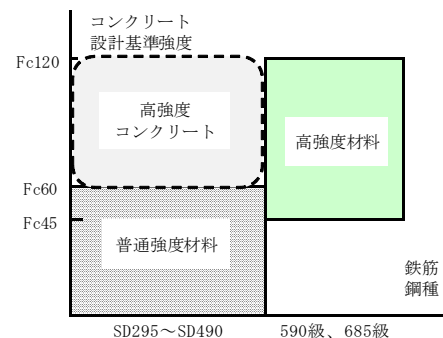 コンクリート
設計基準強度
Fc120
高強度
コンクリート
高強度材料
Fc60
Fc45
普通強度材料
鉄筋
鋼種
SD295～SD490
590級、685級